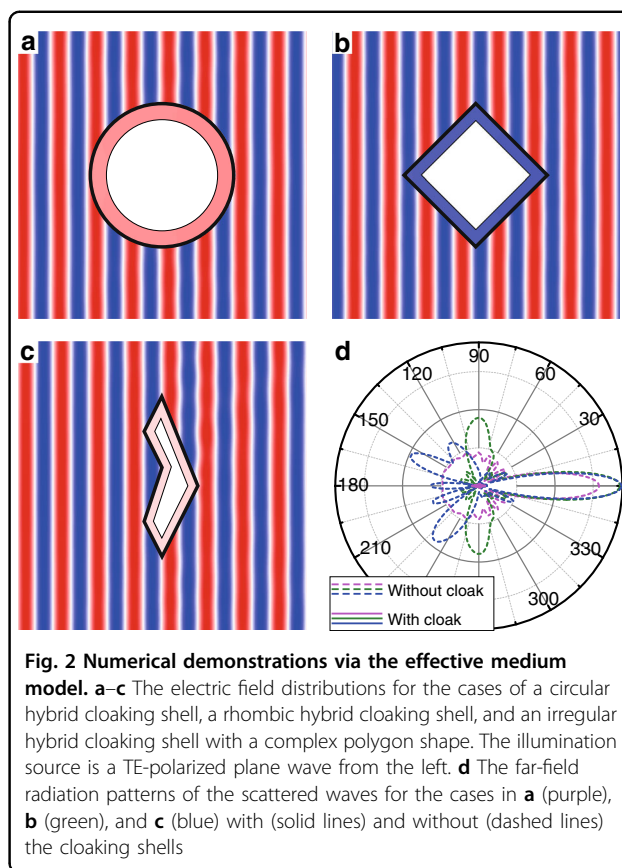 a
b
c
d
90
120
60
150
30
180
210
330
300
Without cloak
With cloak
Fig. 2 Numerical demonstrations via the effective medium
model. a–c The electric field distributions for the cases of a circular
hybrid cloaking shell, a rhombic hybrid cloaking shell, and an irregular
hybrid cloaking shell with a complex polygon shape. The illumination
source is a TE-polarized plane wave from the left. d The far-field
radiation patterns of the scattered waves for the cases in a (purple),
b (green), and c (blue) with (solid lines) and without (dashed lines)
the cloaking shells